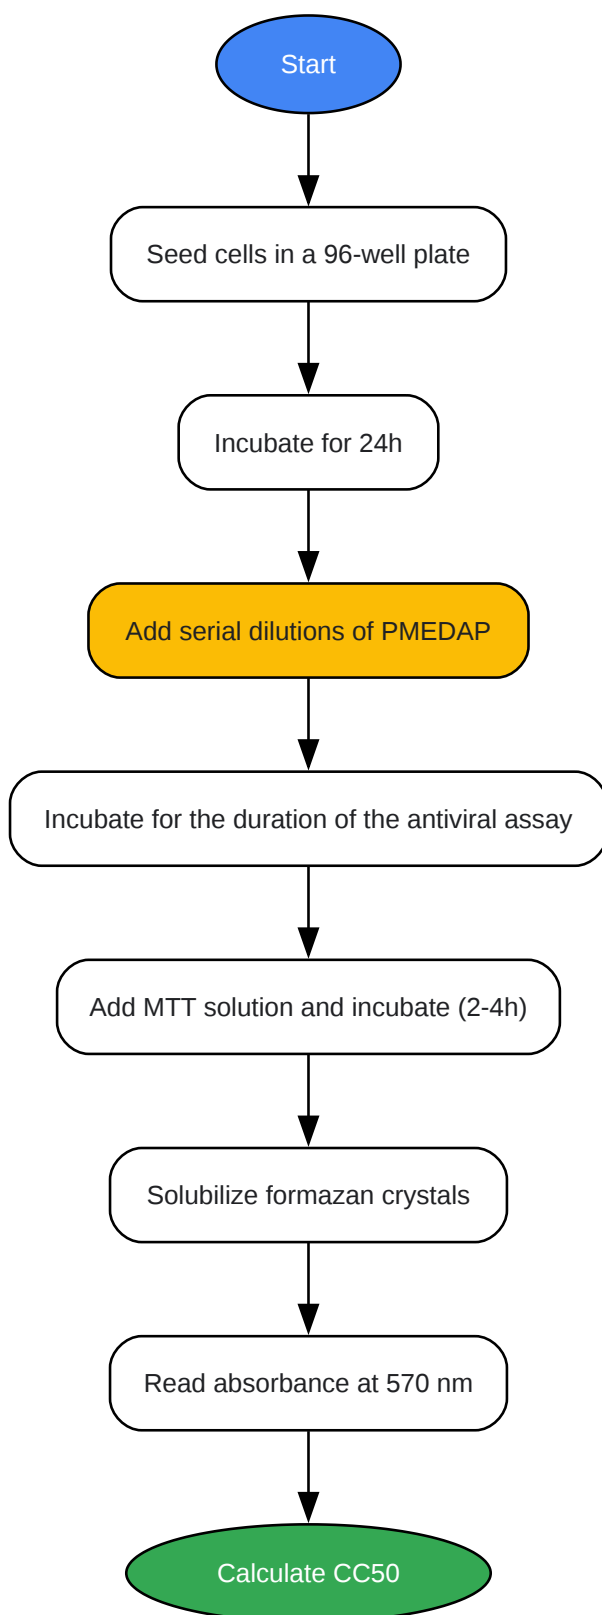 Start
Seed cells in a 96-well plate
Incubate for 24h
Add serial dilutions of PMEDAP
Incubate for the duration of the antiviral assay
Add MTT solution and incubate (2-4h)
Solubilize formazan crystals
Read absorbance at 570 nm
Calculate CC50